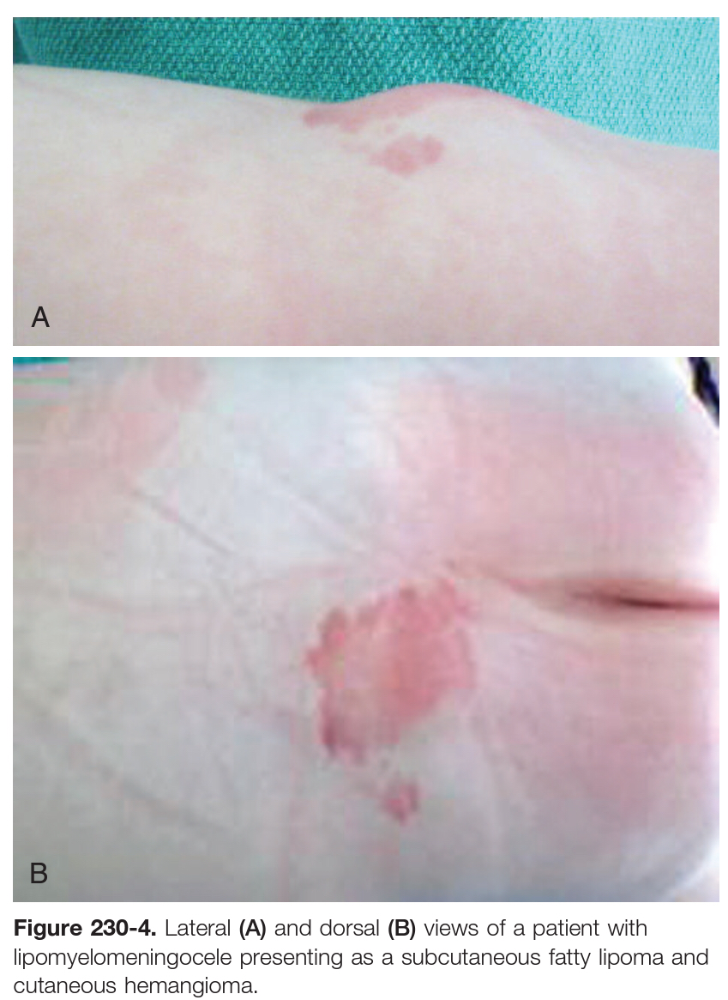 A
B
Figure 230-4. Lateral (A) and dorsal (B) views of a patient with
lipomyelomeningocele presenting as a subcutaneous fatty lipoma and
cutaneous hemangioma.